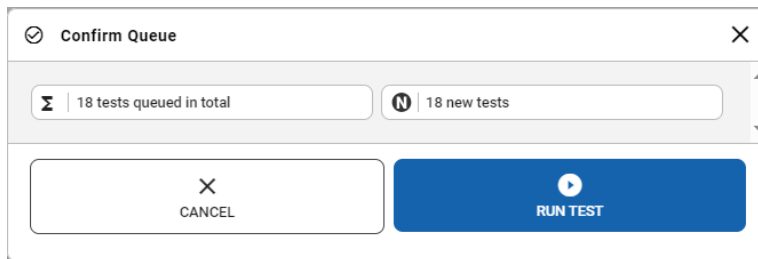 Confirm Queue
Σ 18 tests queued in total
N 18 new tests
CANCEL
RUN TEST